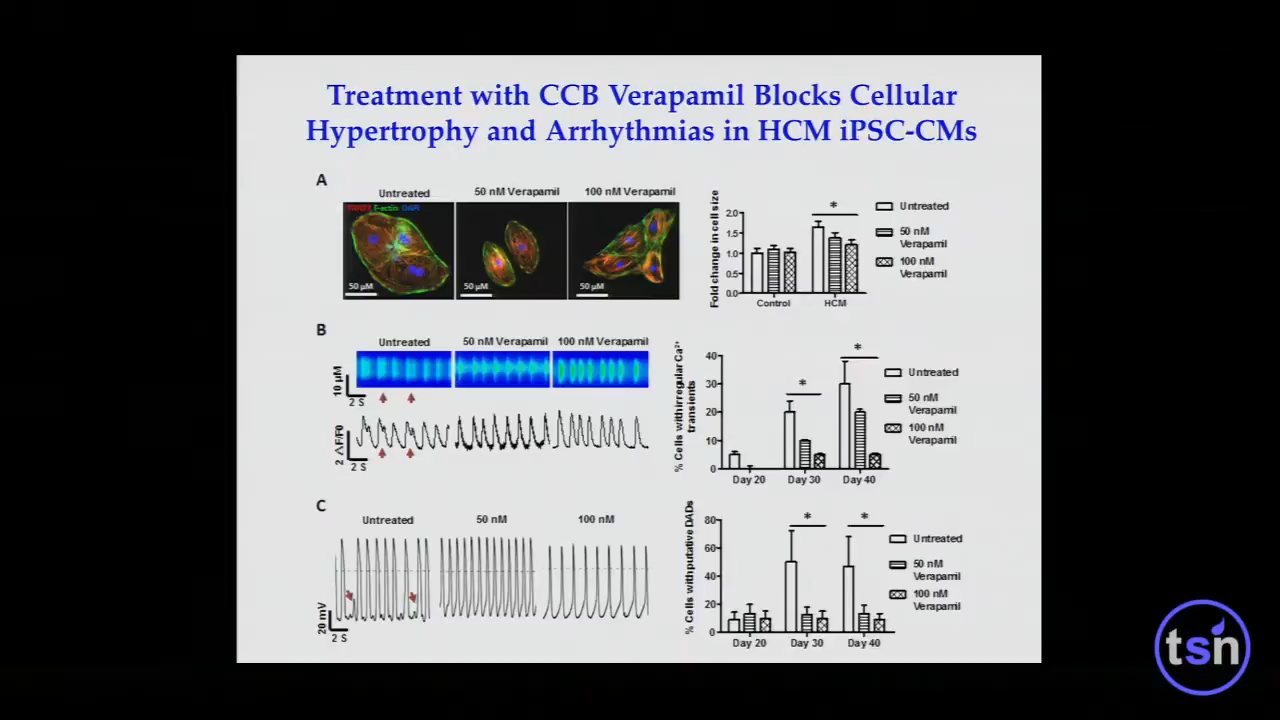 Treatment with CCB Verapamil Blocks Cellular
Hypertrophy and Arrhythmias in HCM iPSC-CMs
A
Untreated
50 nM Verapamil
100 nM Verapamil
F-actin DAPI
50 µM
50 µM
50 µM
Fold change in cell size
2.0
1.5
1.0
0.5
0.0
*
Control
HCM
Untreated
50 nM
Verapamil
100 nM
Verapamil
B
Untreated
50 nM Verapamil
100 nM Verapamil
10 µM
2 S
2 △F/F0
2 S
% Cells with irregular Ca²⁺
transients
40
30
20
10
0
*
*
Day 20
Day 30
Day 40
Untreated
50 nM
Verapamil
100 nM
Verapamil
C
Untreated
50 nM
100 nM
20 mV
2 S
% Cells with putative DADs
80
60
40
20
0
*
*
Day 20
Day 30
Day 40
Untreated
50 nM
Verapamil
100 nM
Verapamil
tsn